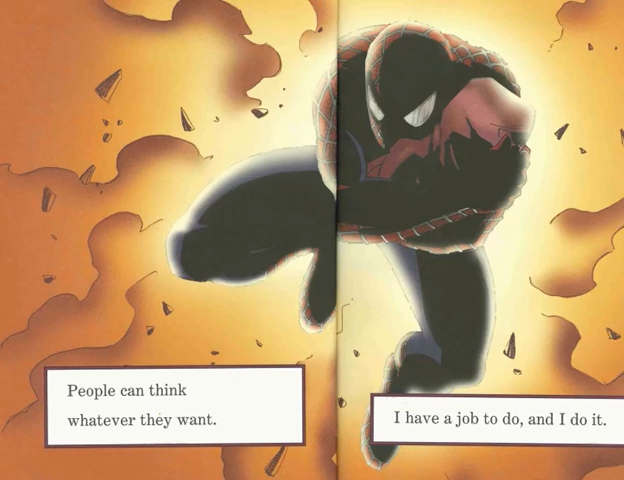 People can think
whatever they want.
I have a job to do, and I do it.